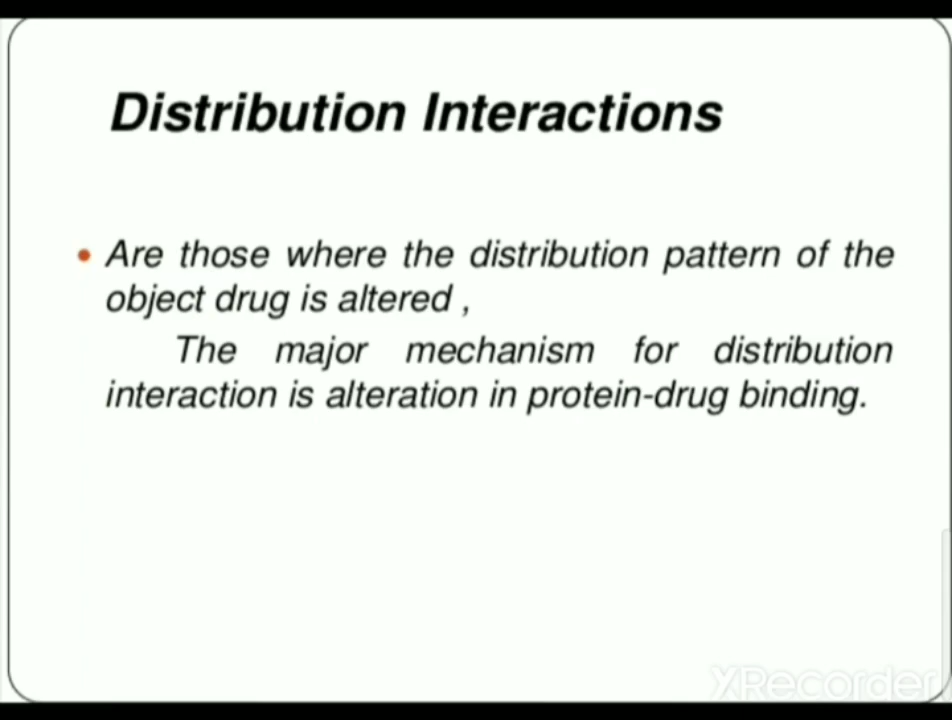 Distribution Interactions
• Are those where the distribution pattern of the
object drug is altered ,
The major mechanism for distribution
interaction is alteration in protein-drug binding.
XRecorder